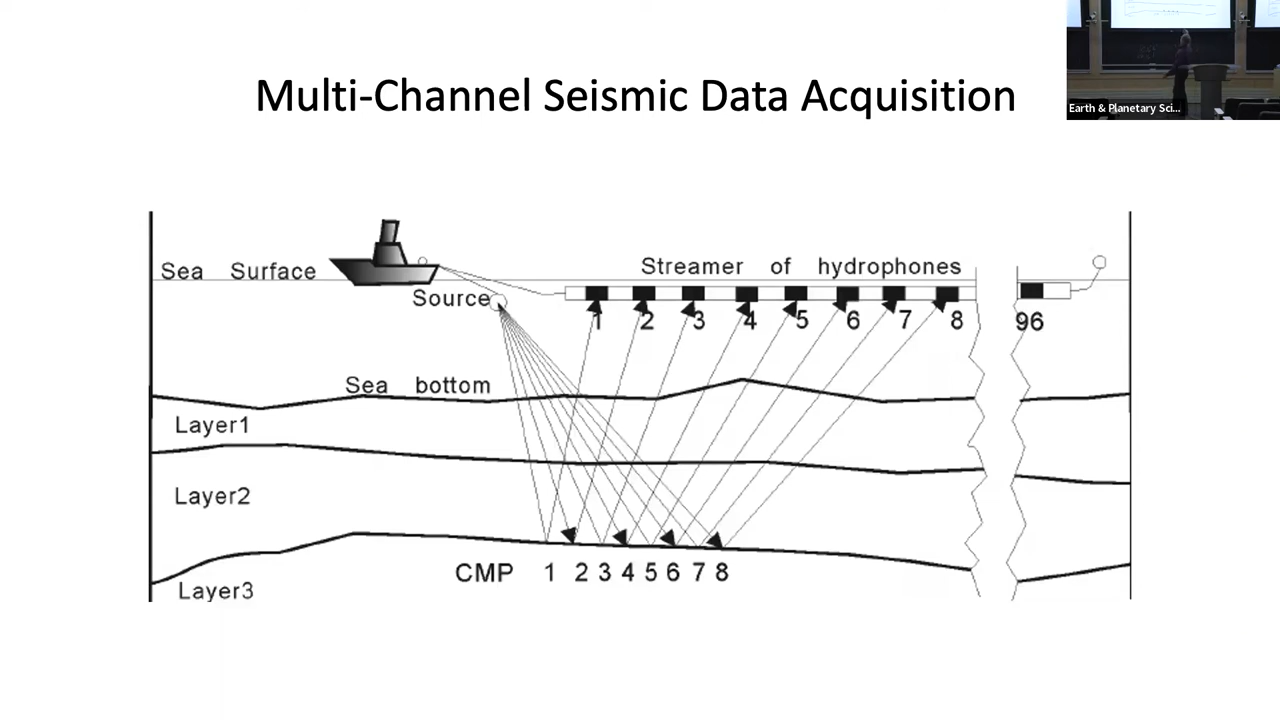 Multi-Channel Seismic Data Acquisition
Earth & Planetary Sci...
Sea Surface
Streamer of hydrophones
Source
1 2 3 4 5 6 7 8 96
Sea bottom
Layer1
Layer2
CMP 1 2 3 4 5 6 7 8
Layer3